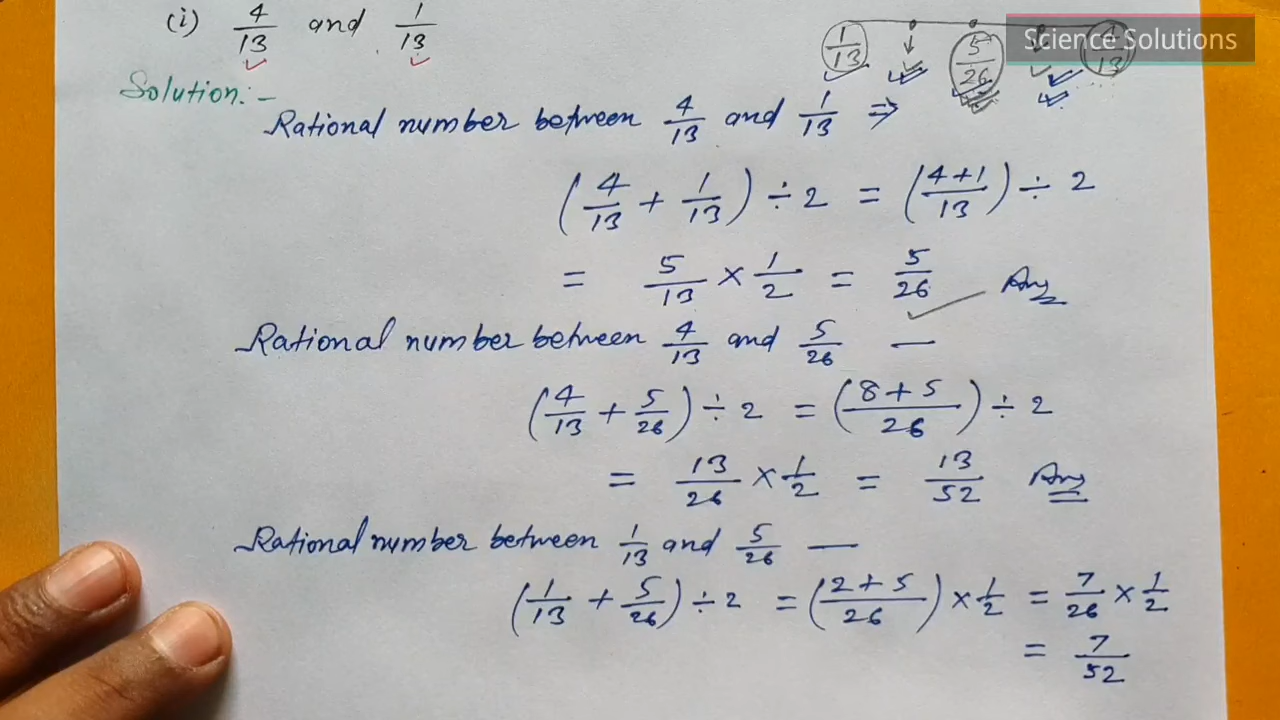 (i) 4/13 and 1/13
1/13 5/26
Science Solutions
Solution:-
Rational number between 4/13 and 1/13 ⇒
(4/13 + 1/13) ÷ 2 = (4+1/13) ÷ 2
= 5/13 × 1/2 = 5/26 Ans
Rational number between 4/13 and 5/26 —
(4/13 + 5/26) ÷ 2 = (8+5/26) ÷ 2
= 13/26 × 1/2 = 13/52 Ans
Rational number between 1/13 and 5/26 —
(1/13 + 5/26) ÷ 2 = (2+5/26) × 1/2 = 7/26 × 1/2
= 7/52